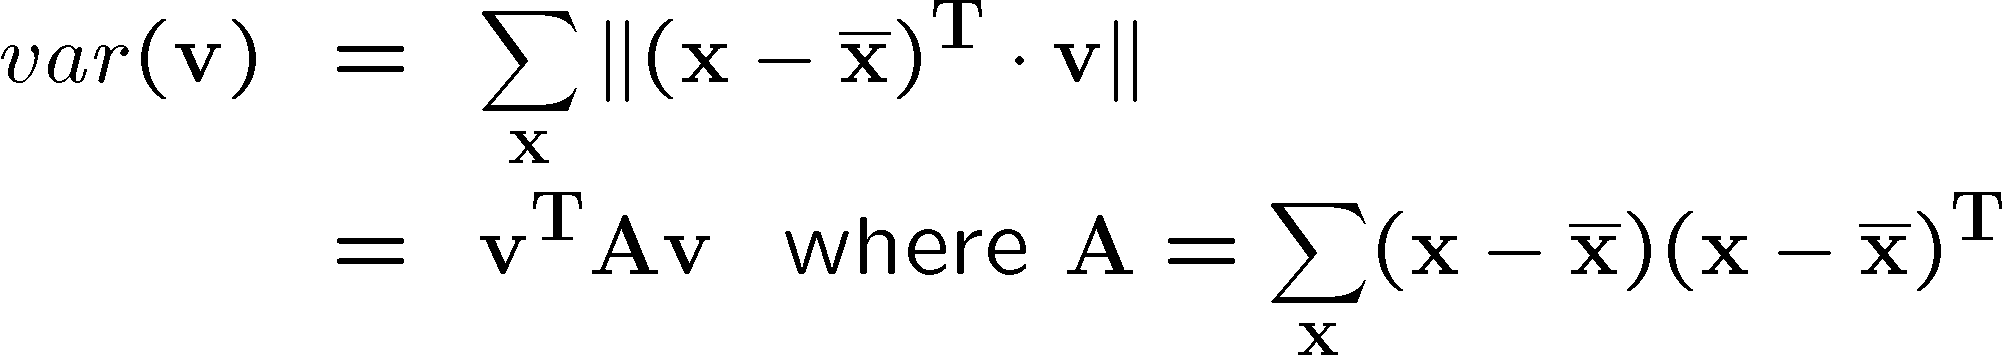 var(v) = ∑ₓ ‖(x − x̅)ᵀ · v‖
= vᵀAv where A = ∑ₓ (x − x̅)(x − x̅)ᵀ